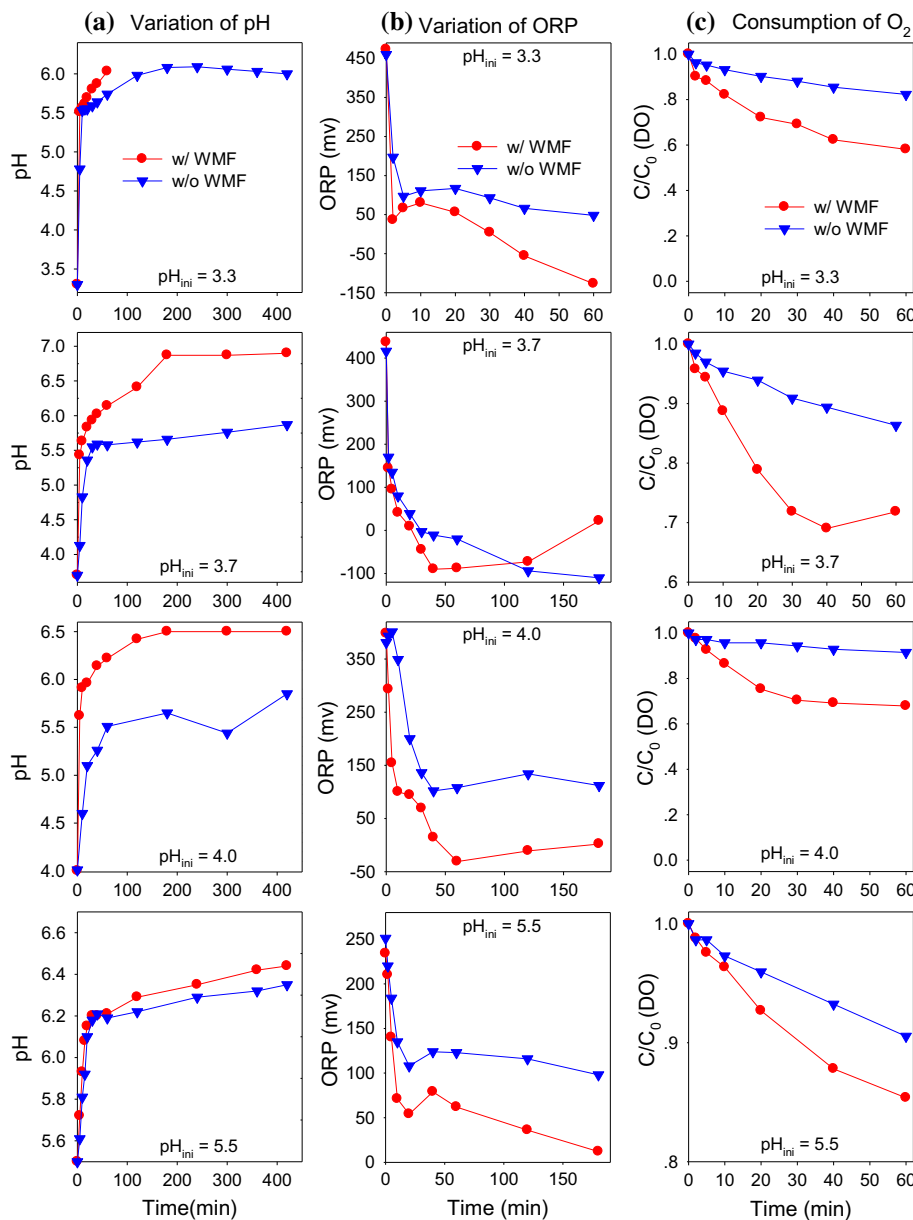 (a) Variation of pH
(b) Variation of ORP
(c) Consumption of O2
pH
6.0
5.5
5.0
4.5
4.0
3.5
w/ WMF
w/o WMF
pHini = 3.3
0 100 200 300 400
ORP (mv)
450
350
250
150
50
-50
-150
pHini = 3.3
0 10 20 30 40 50 60
C/C0 (DO)
1.0
.8
.6
.4
.2
0.0
w/ WMF
w/o WMF
pHini = 3.3
0 10 20 30 40 50 60
pH
7.0
6.5
6.0
5.5
5.0
4.5
4.0
pHini = 3.7
0 100 200 300 400
ORP (mv)
400
300
200
100
0
-100
pHini = 3.7
0 50 100 150
C/C0 (DO)
1.0
.9
.8
.7
.6
pHini = 3.7
0 10 20 30 40 50 60
pH
6.5
6.0
5.5
5.0
4.5
4.0
pHini = 4.0
0 100 200 300 400
ORP (mv)
400
350
250
150
50
-50
pHini = 4.0
0 50 100 150
C/C0 (DO)
1.0
.8
.6
.4
.2
0.0
pHini = 4.0
0 10 20 30 40 50 60
pH
6.6
6.4
6.2
6.0
5.8
5.6
pHini = 5.5
0 100 200 300 400
Time(min)
ORP (mv)
250
200
150
100
50
0
pHini = 5.5
0 50 100 150
Time (min)
C/C0 (DO)
1.0
.9
.8
pHini = 5.5
0 10 20 30 40 50 60
Time (min)